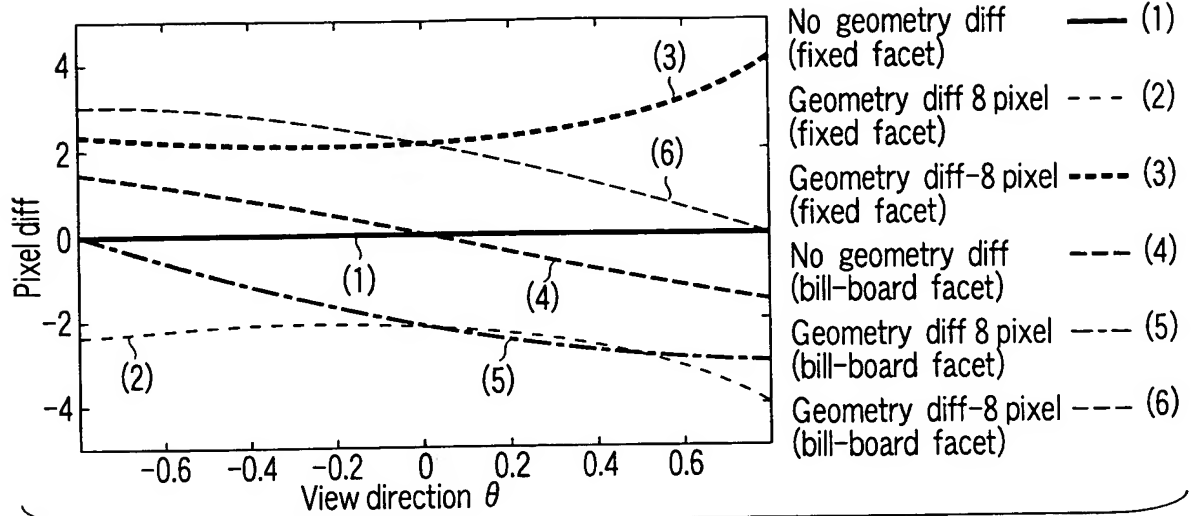 Pixel diff
4
2
0
-2
-4
-0.6 -0.4 -0.2 0 0.2 0.4 0.6
View direction θ
(3)
(6)
(1)
(4)
(2)
(5)
No geometry diff (1)
(fixed facet)
Geometry diff 8 pixel (2)
(fixed facet)
Geometry diff-8 pixel (3)
(fixed facet)
No geometry diff (4)
(bill-board facet)
Geometry diff 8 pixel (5)
(bill-board facet)
Geometry diff-8 pixel (6)
(bill-board facet)